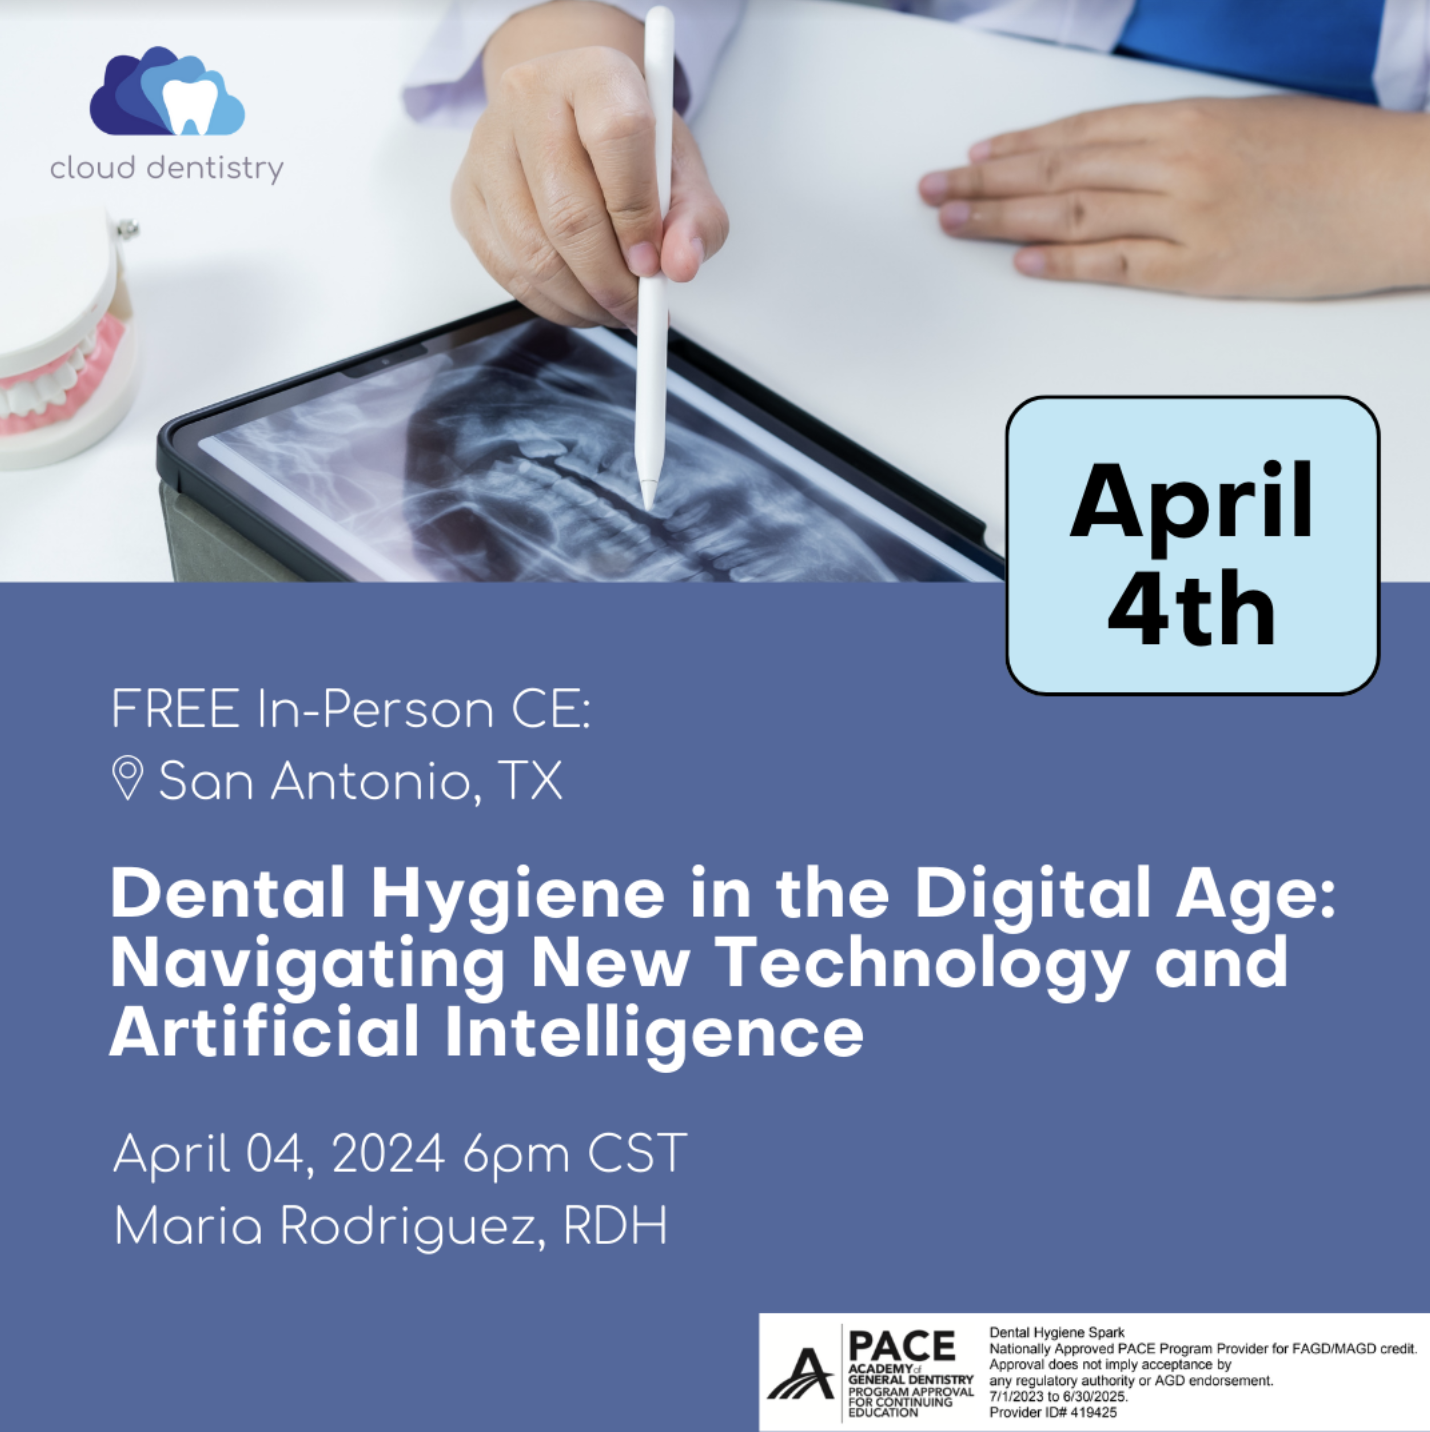 cloud dentistry
April
4th
FREE In-Person CE:
San Antonio, TX
Dental Hygiene in the Digital Age:
Navigating New Technology and
Artificial Intelligence
April 04, 2024 6pm CST
Maria Rodriguez, RDH
PACE
ACADEMY of
GENERAL DENTISTRY
PROGRAM APPROVAL
FOR CONTINUING
EDUCATION
Dental Hygiene Spark
Nationally Approved PACE Program Provider for FAGD/MAGD credit.
Approval does not imply acceptance by
any regulatory authority or AGD endorsement.
7/1/2023 to 6/30/2025.
Provider ID# 419425